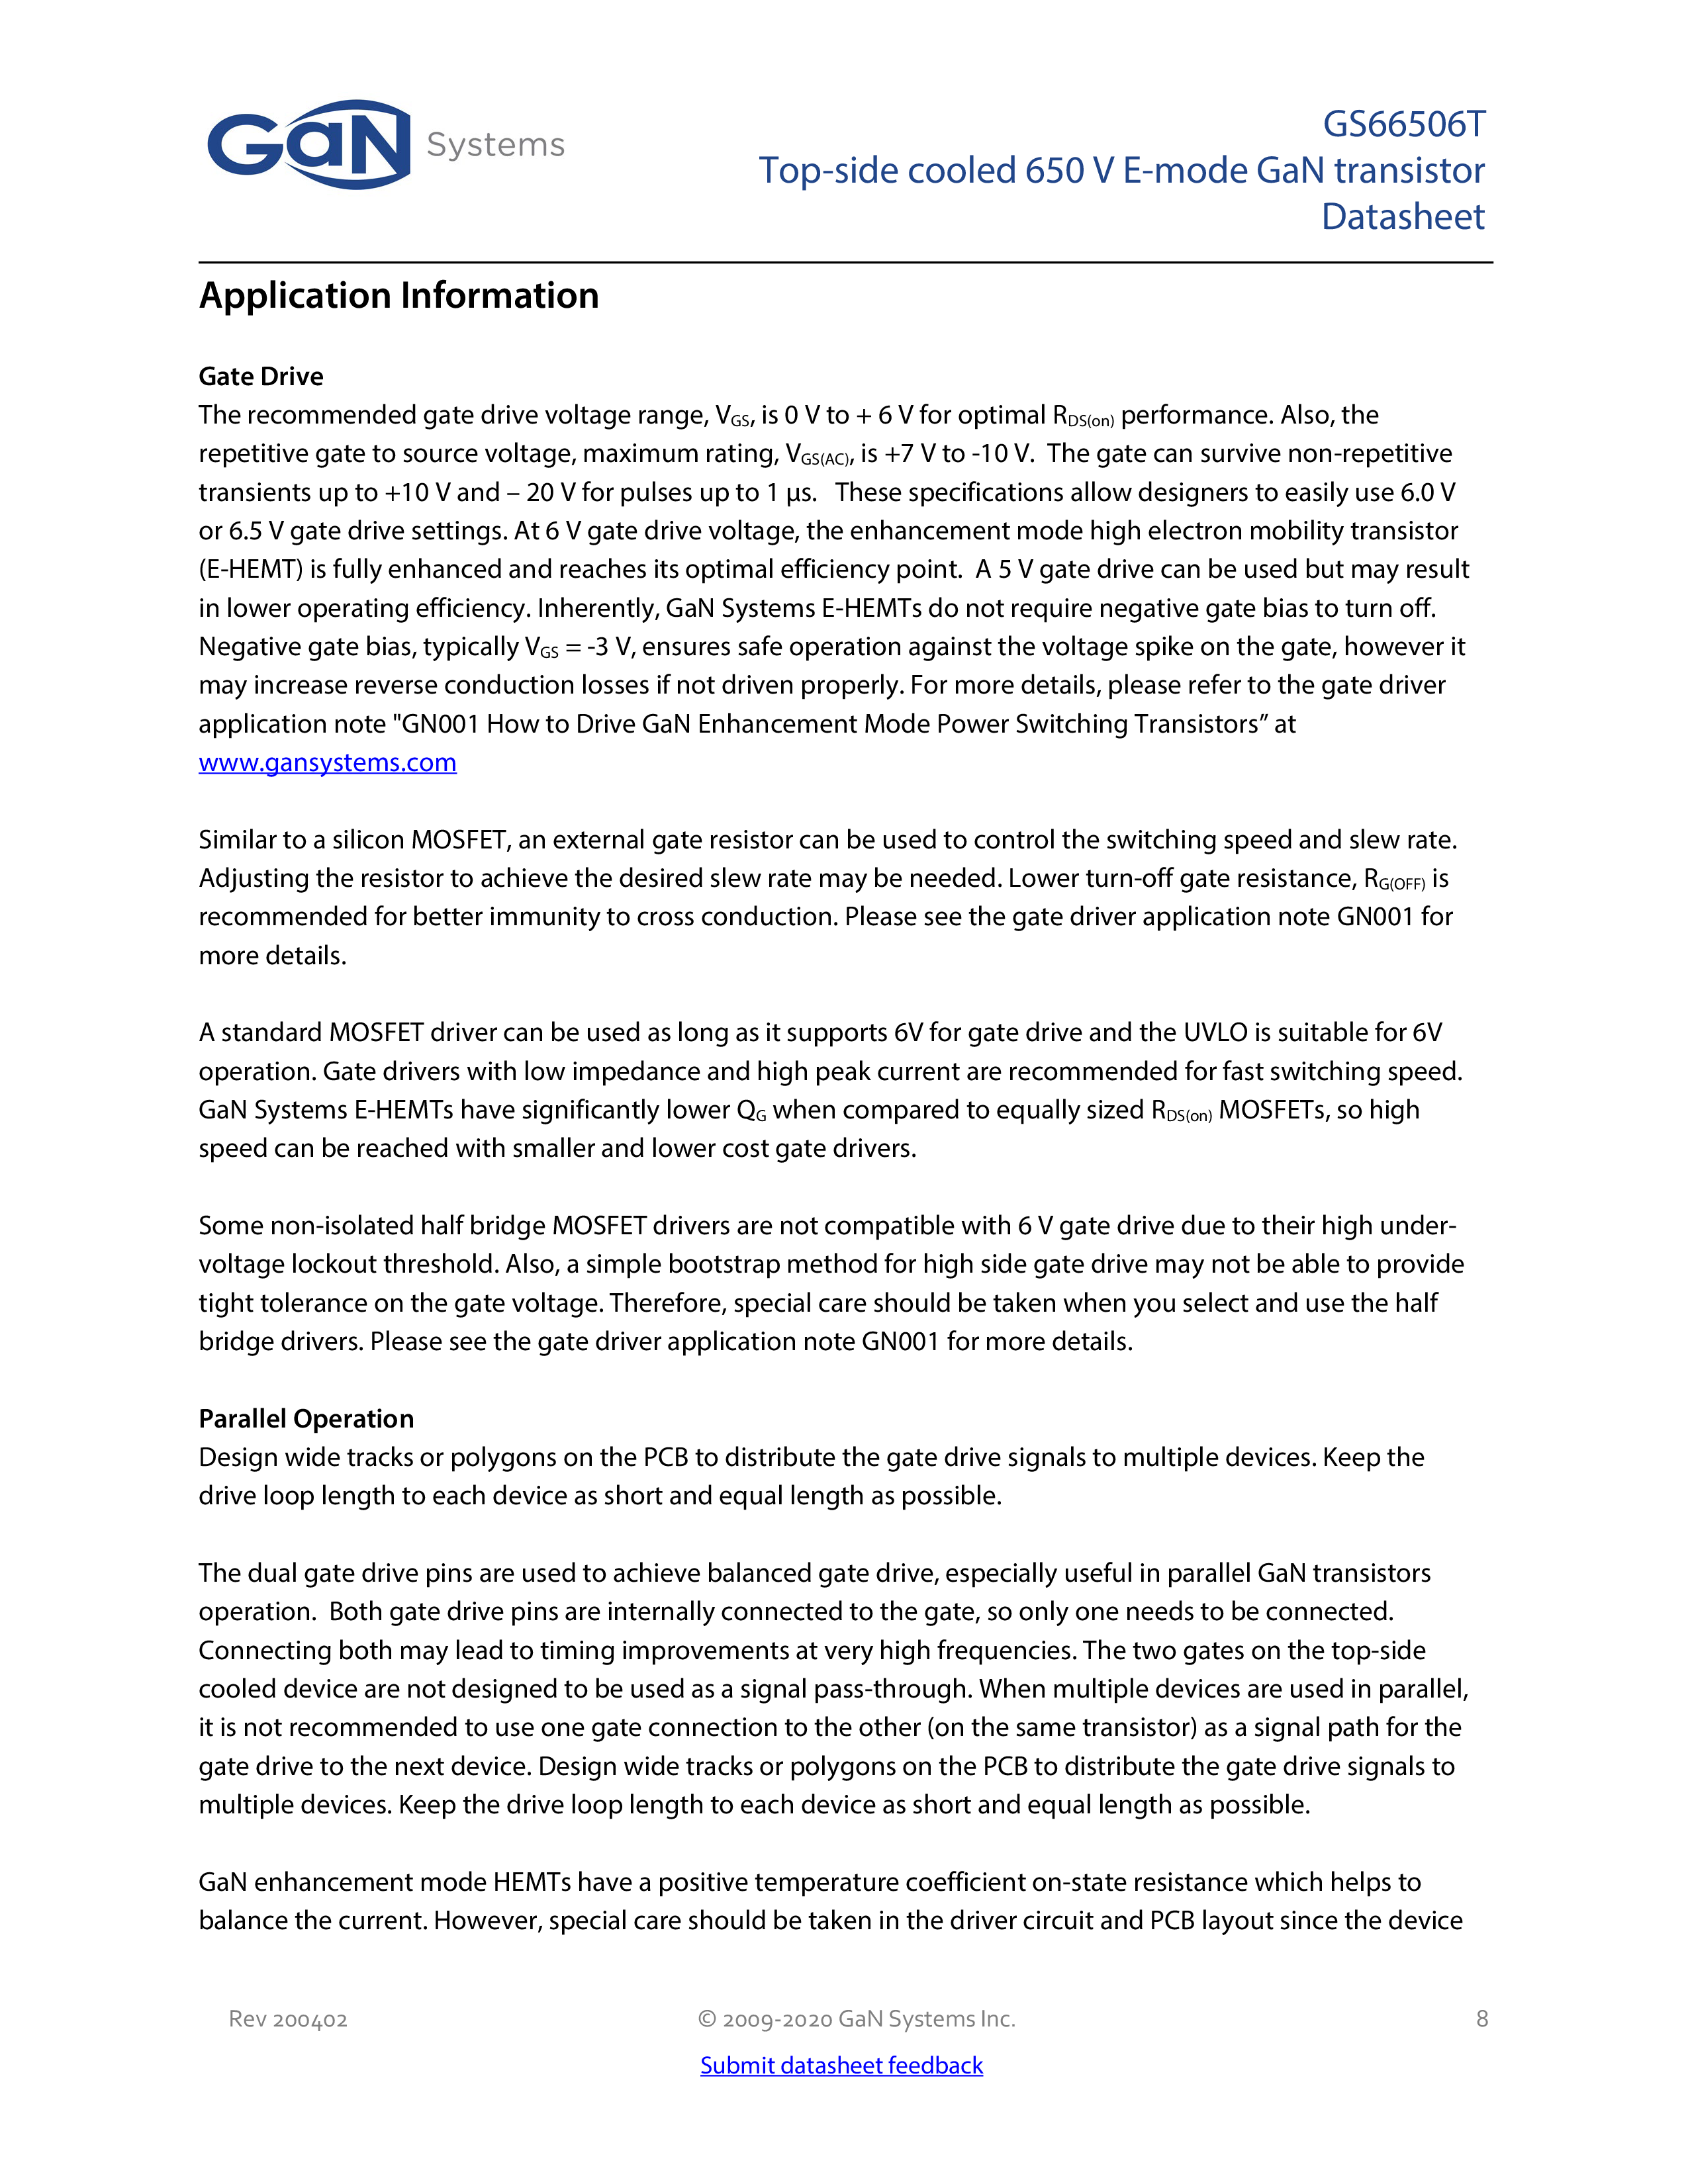 GaN Systems
GS66506T
Top-side cooled 650 V E-mode GaN transistor
Datasheet
Application Information
Gate Drive
The recommended gate drive voltage range, VGS, is 0 V to + 6 V for optimal RDS(on) performance. Also, the
repetitive gate to source voltage, maximum rating, VGS(AC), is +7 V to -10 V.  The gate can survive non-repetitive
transients up to +10 V and – 20 V for pulses up to 1 µs.   These specifications allow designers to easily use 6.0 V
or 6.5 V gate drive settings. At 6 V gate drive voltage, the enhancement mode high electron mobility transistor
(E-HEMT) is fully enhanced and reaches its optimal efficiency point.  A 5 V gate drive can be used but may result
in lower operating efficiency. Inherently, GaN Systems E-HEMTs do not require negative gate bias to turn off.
Negative gate bias, typically VGS = -3 V, ensures safe operation against the voltage spike on the gate, however it
may increase reverse conduction losses if not driven properly. For more details, please refer to the gate driver
application note "GN001 How to Drive GaN Enhancement Mode Power Switching Transistors” at
www.gansystems.com
Similar to a silicon MOSFET, an external gate resistor can be used to control the switching speed and slew rate.
Adjusting the resistor to achieve the desired slew rate may be needed. Lower turn-off gate resistance, RG(OFF) is
recommended for better immunity to cross conduction. Please see the gate driver application note GN001 for
more details.
A standard MOSFET driver can be used as long as it supports 6V for gate drive and the UVLO is suitable for 6V
operation. Gate drivers with low impedance and high peak current are recommended for fast switching speed.
GaN Systems E-HEMTs have significantly lower QG when compared to equally sized RDS(on) MOSFETs, so high
speed can be reached with smaller and lower cost gate drivers.
Some non-isolated half bridge MOSFET drivers are not compatible with 6 V gate drive due to their high under-
voltage lockout threshold. Also, a simple bootstrap method for high side gate drive may not be able to provide
tight tolerance on the gate voltage. Therefore, special care should be taken when you select and use the half
bridge drivers. Please see the gate driver application note GN001 for more details.
Parallel Operation
Design wide tracks or polygons on the PCB to distribute the gate drive signals to multiple devices. Keep the
drive loop length to each device as short and equal length as possible.
The dual gate drive pins are used to achieve balanced gate drive, especially useful in parallel GaN transistors
operation.  Both gate drive pins are internally connected to the gate, so only one needs to be connected.
Connecting both may lead to timing improvements at very high frequencies. The two gates on the top-side
cooled device are not designed to be used as a signal pass-through. When multiple devices are used in parallel,
it is not recommended to use one gate connection to the other (on the same transistor) as a signal path for the
gate drive to the next device. Design wide tracks or polygons on the PCB to distribute the gate drive signals to
multiple devices. Keep the drive loop length to each device as short and equal length as possible.
GaN enhancement mode HEMTs have a positive temperature coefficient on-state resistance which helps to
balance the current. However, special care should be taken in the driver circuit and PCB layout since the device
Rev 200402
© 2009-2020 GaN Systems Inc.
8
Submit datasheet feedback